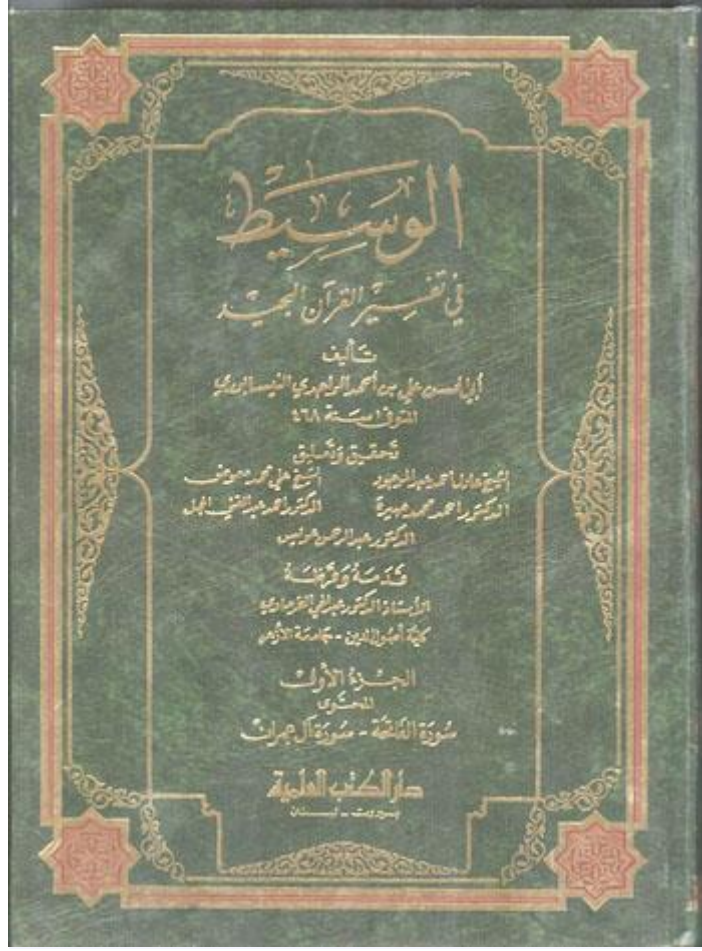 الوسيط
في تفسير القرآن المجيد
تأليف
أبي الحسن علي بن أحمد الواحدي النيسابوري
المتوفى سنة ٤٦٨
تحقيق وتعليق
الشيخ عادل أحمد عبد الموجود الشيخ علي محمد معوض
الدكتور أحمد محمد صيرة الدكتور أحمد عبد الغني الجمل
الدكتور عبد الرحمن عويس
قدمه وقرظه
الأستاذ الدكتور عبد الحي الفرماوي
كلية أصول الدين - جامعة الأزهر
الجزء الأول
المحتوى
سورة الفاتحة - سورة آل عمران
دار الكتب العلمية
بيروت - لبنان